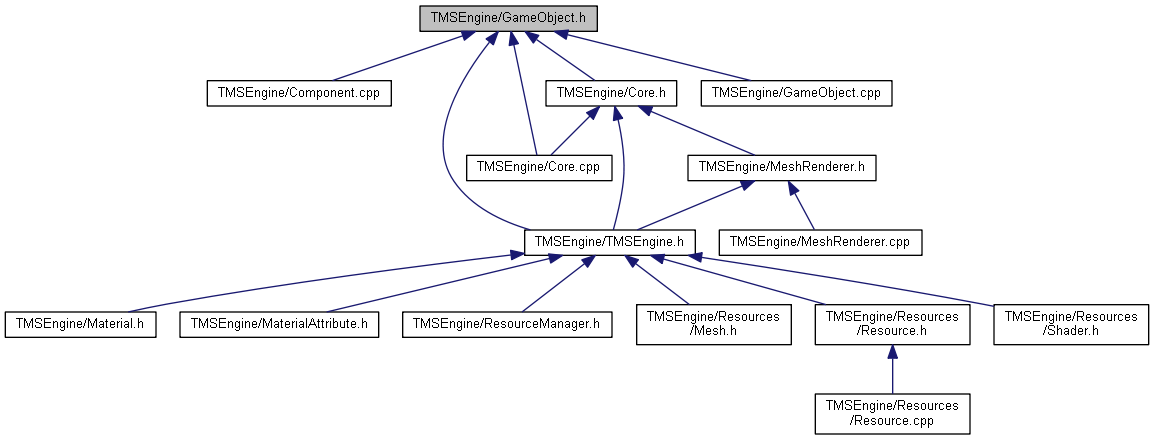 TMSEngine/GameObject.h
TMSEngine/Component.cpp
TMSEngine/Core.h
TMSEngine/GameObject.cpp
TMSEngine/Core.cpp
TMSEngine/MeshRenderer.h
TMSEngine/TMSEngine.h
TMSEngine/MeshRenderer.cpp
TMSEngine/Material.h
TMSEngine/MaterialAttribute.h
TMSEngine/ResourceManager.h
TMSEngine/Resources
/Mesh.h
TMSEngine/Resources
/Resource.h
TMSEngine/Resources
/Shader.h
TMSEngine/Resources
/Resource.cpp